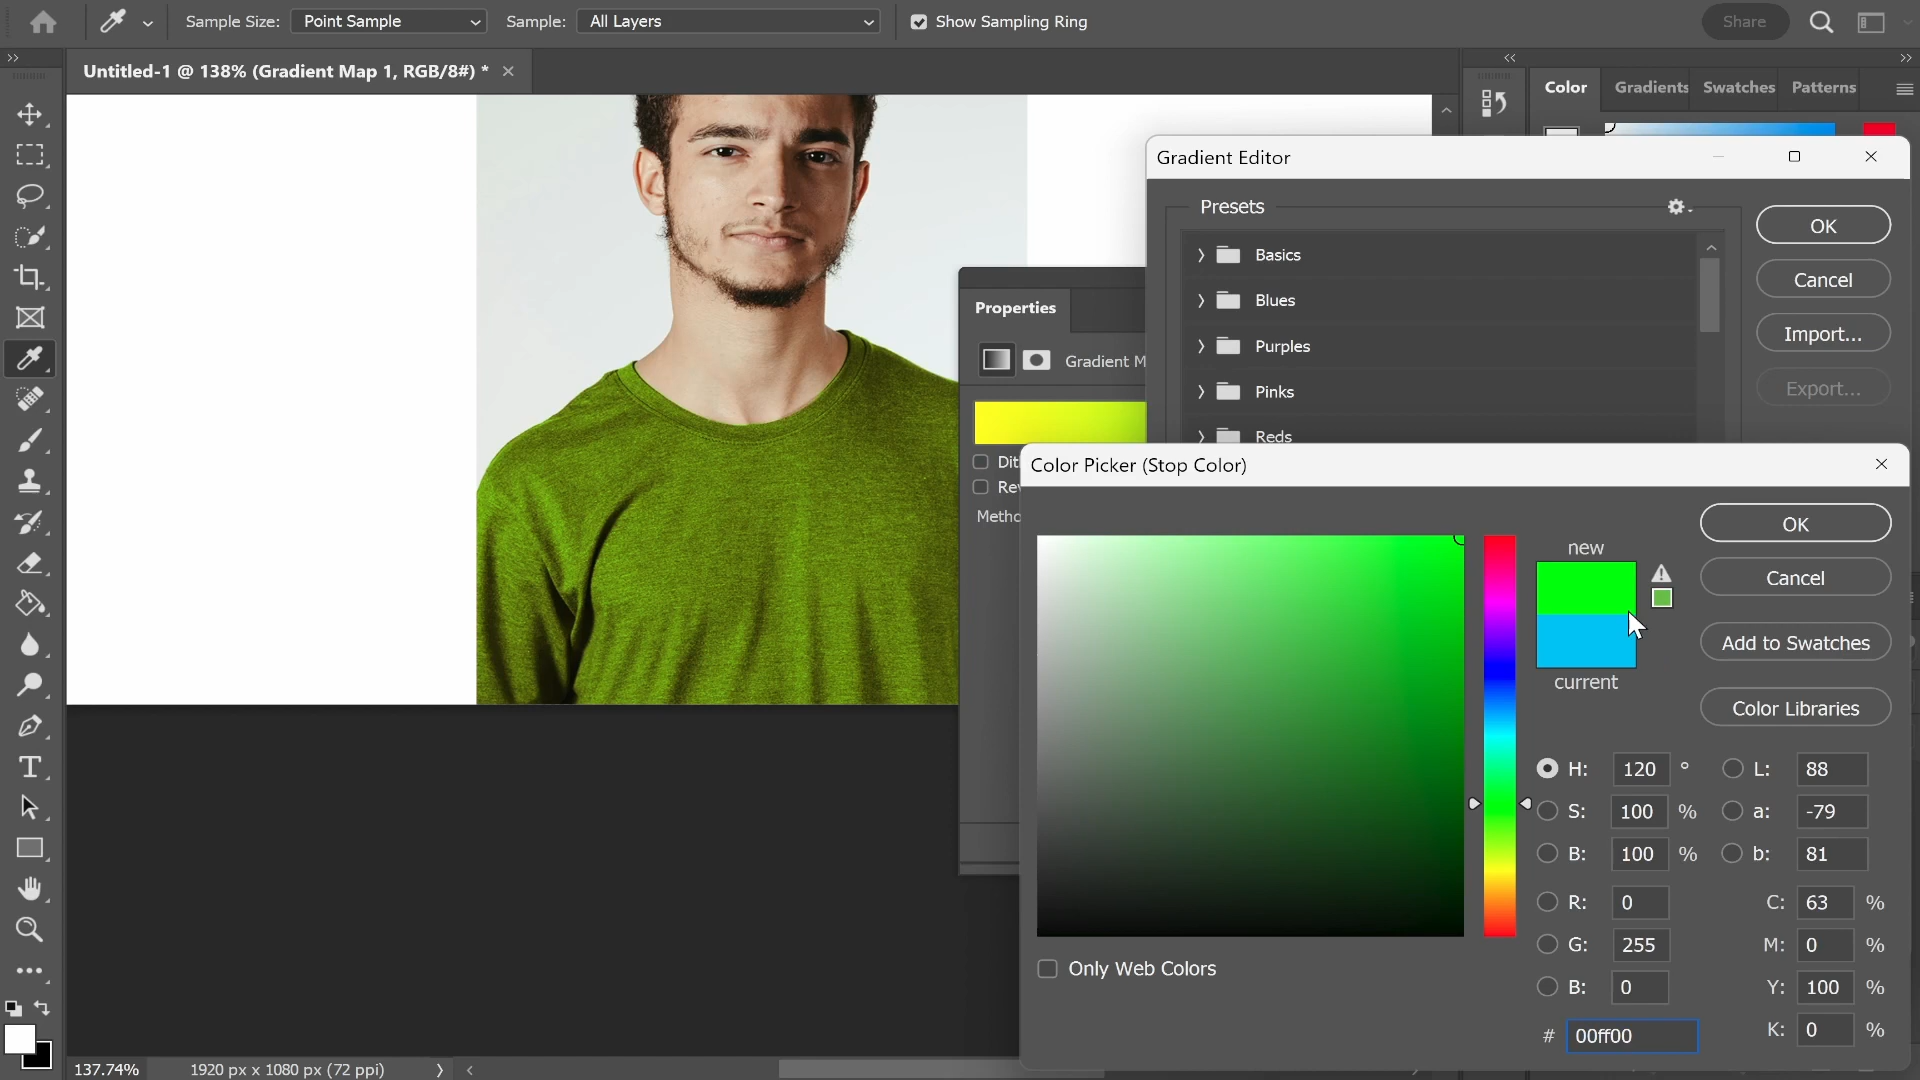 Sample Size: Point Sample Sample: All Layers Show Sampling Ring Share
Untitled-1 @ 138% (Gradient Map 1, RGB/8#) *
Color Gradients Swatches Patterns
Gradient Editor
Presets
Basics
Blues
Purples
Pinks
Reds
OK
Cancel
Import...
Export...
Properties
Gradient M
Dit
Rev
Metho
Color Picker (Stop Color)
new
current
OK
Cancel
Add to Swatches
Color Libraries
H: 120 ° L: 88
S: 100 % a: -79
B: 100 % b: 81
R: 0 C: 63 %
G: 255 M: 0 %
B: 0 Y: 100 %
# 00ff00 K: 0 %
Only Web Colors
137.74% 1920 px x 1080 px (72 ppi)